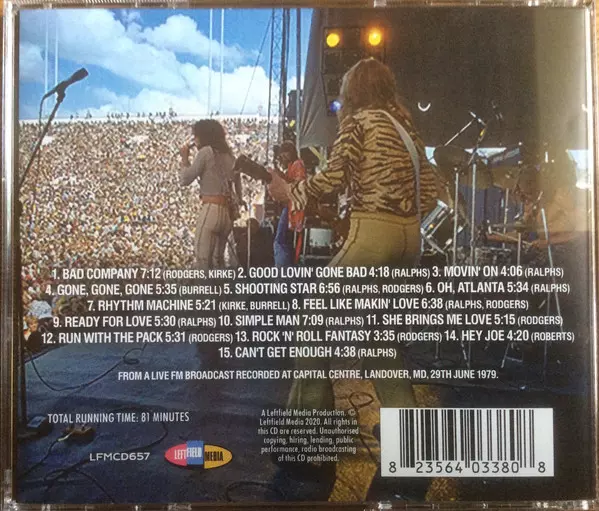 1. BAD COMPANY 7:12 (RODGERS, KIRKE) 2. GOOD LOVIN' GONE BAD 4:18 (RALPHS) 3. MOVIN' ON 4:06 (RALPHS)
4. GONE, GONE, GONE 5:35 (BURRELL) 5. SHOOTING STAR 6:56 (RALPHS, RODGERS) 6. OH, ATLANTA 5:34 (RALPHS)
7. RHYTHM MACHINE 5:21 (KIRKE, BURRELL) 8. FEEL LIKE MAKIN' LOVE 6:38 (RALPHS, RODGERS)
9. READY FOR LOVE 5:30 (RALPHS) 10. SIMPLE MAN 7:09 (RALPHS) 11. SHE BRINGS ME LOVE 5:15 (RODGERS)
12. RUN WITH THE PACK 5:31 (RODGERS) 13. ROCK 'N' ROLL FANTASY 3:35 (RODGERS) 14. HEY JOE 4:20 (ROBERTS)
15. CAN'T GET ENOUGH 4:38 (RALPHS)
FROM A LIVE FM BROADCAST RECORDED AT CAPITAL CENTRE, LANDOVER, MD, 29TH JUNE 1979.
TOTAL RUNNING TIME: 81 MINUTES
LFMCD657
LEFTFIELD MEDIA
A Leftfield Media Production. ©
Leftfield Media 2020. All rights in
this CD are reserved. Unauthorised
copying, hiring, lending, public
performance, radio broadcasting
of this CD prohibited.
8 23564 03380 8